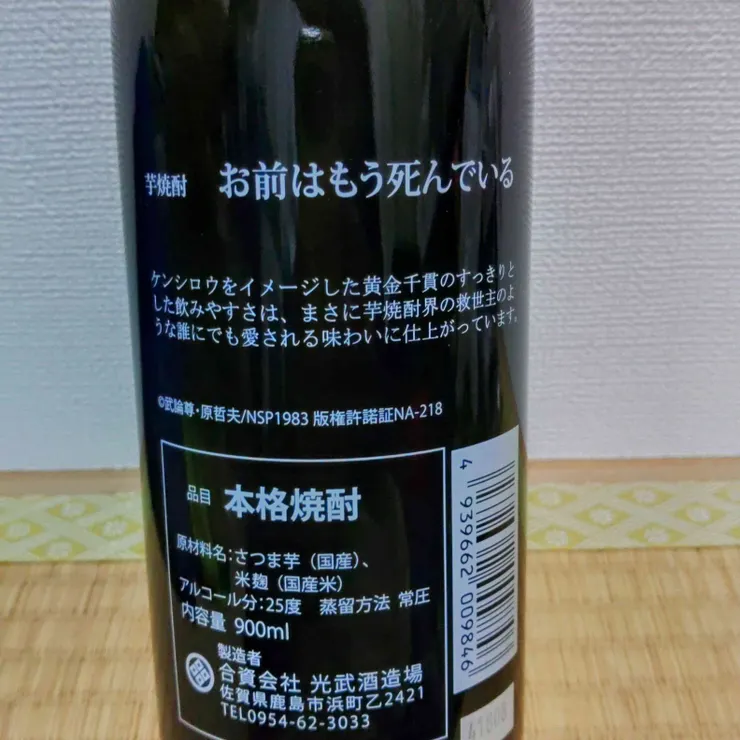 芋焼酎 お前はもう死んでいる
ケンシロウをイメージした黄金千貫のすっきりと
した飲みやすさは、まさに芋焼酎界の救世主のよ
うな誰にでも愛される味わいに仕上がっています。
©武論尊・原哲夫/NSP1983 版権許諾証NA-218
品目 本格焼酎
原材料名：さつま芋（国産）、
米麹（国産米）
アルコール分：25度 蒸留方法 常圧
内容量 900ml
製造者
合資会社 光武酒造場
佐賀県鹿島市浜町乙2421
TEL0954-62-3033
4 939662 009846